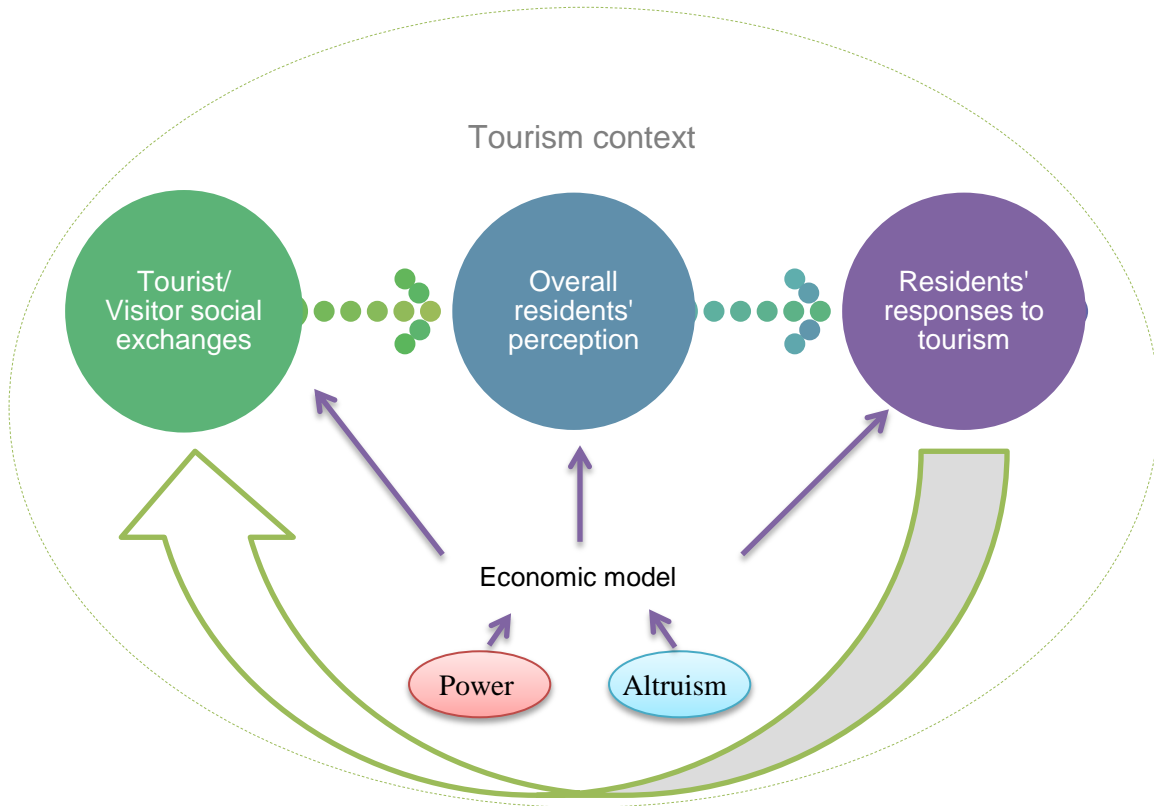 Tourism context
Tourist/
Visitor social
exchanges
Overall
residents'
perception
Residents'
responses to
tourism
Economic model
Power
Altruism